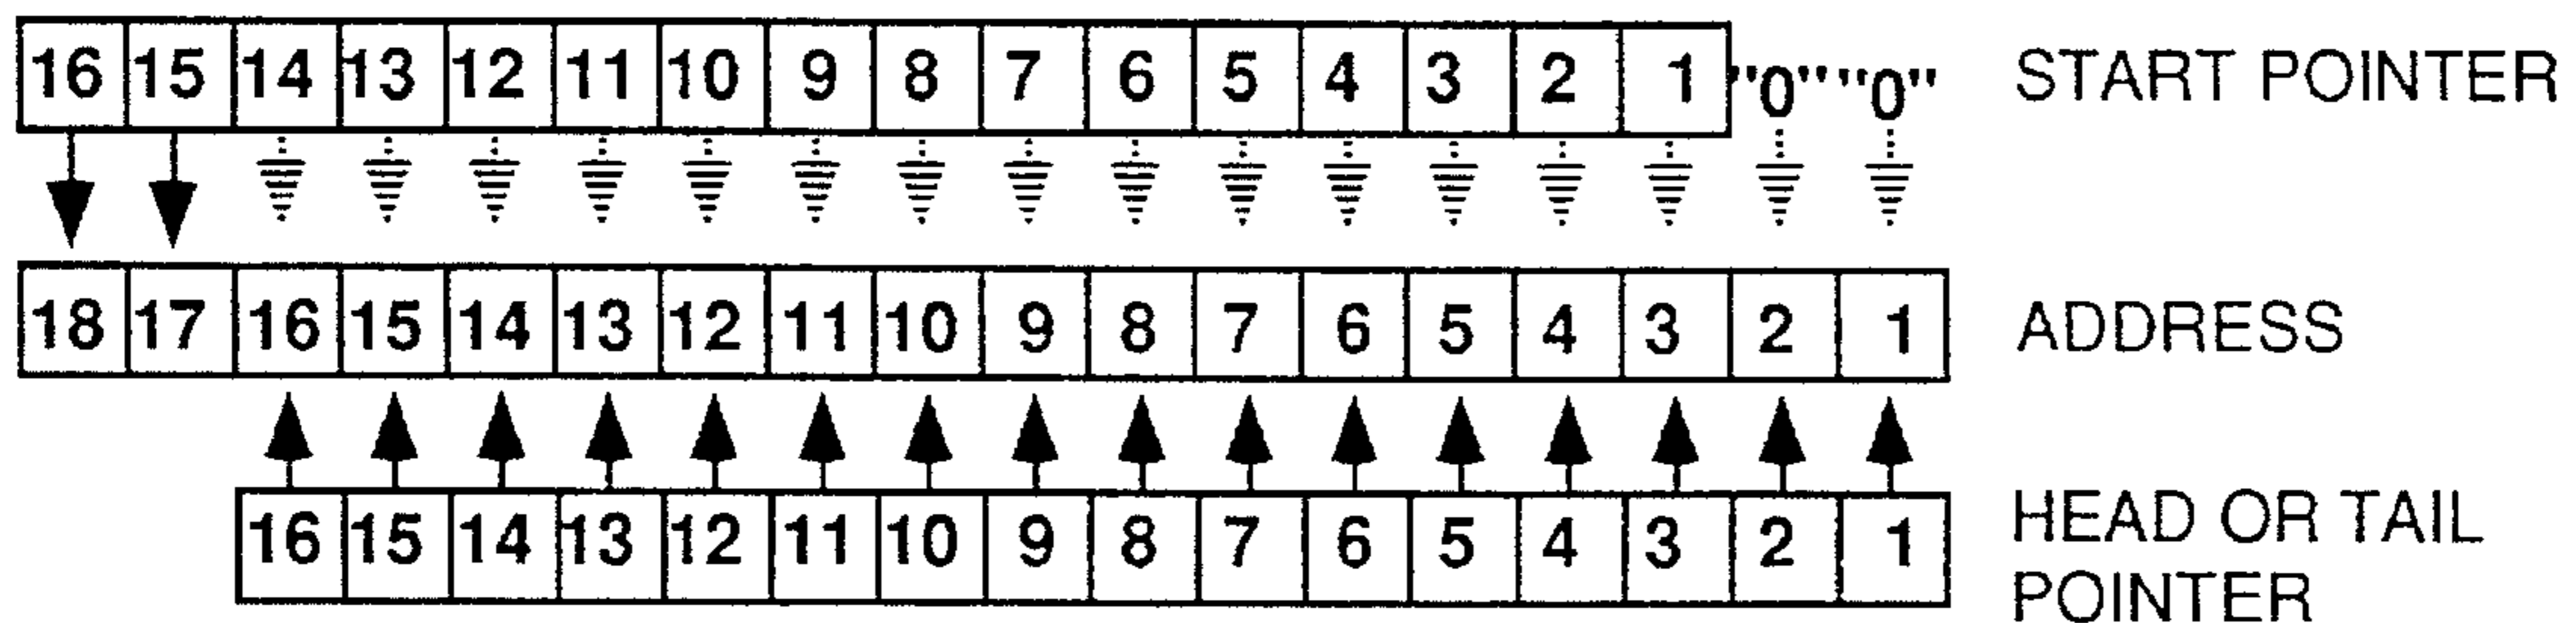 16 15 14 13 12 11 10 9 8 7 6 5 4 3 2 1 "0" "0" START POINTER
18 17 16 15 14 13 12 11 10 9 8 7 6 5 4 3 2 1 ADDRESS
16 15 14 13 12 11 10 9 8 7 6 5 4 3 2 1 HEAD OR TAIL
POINTER